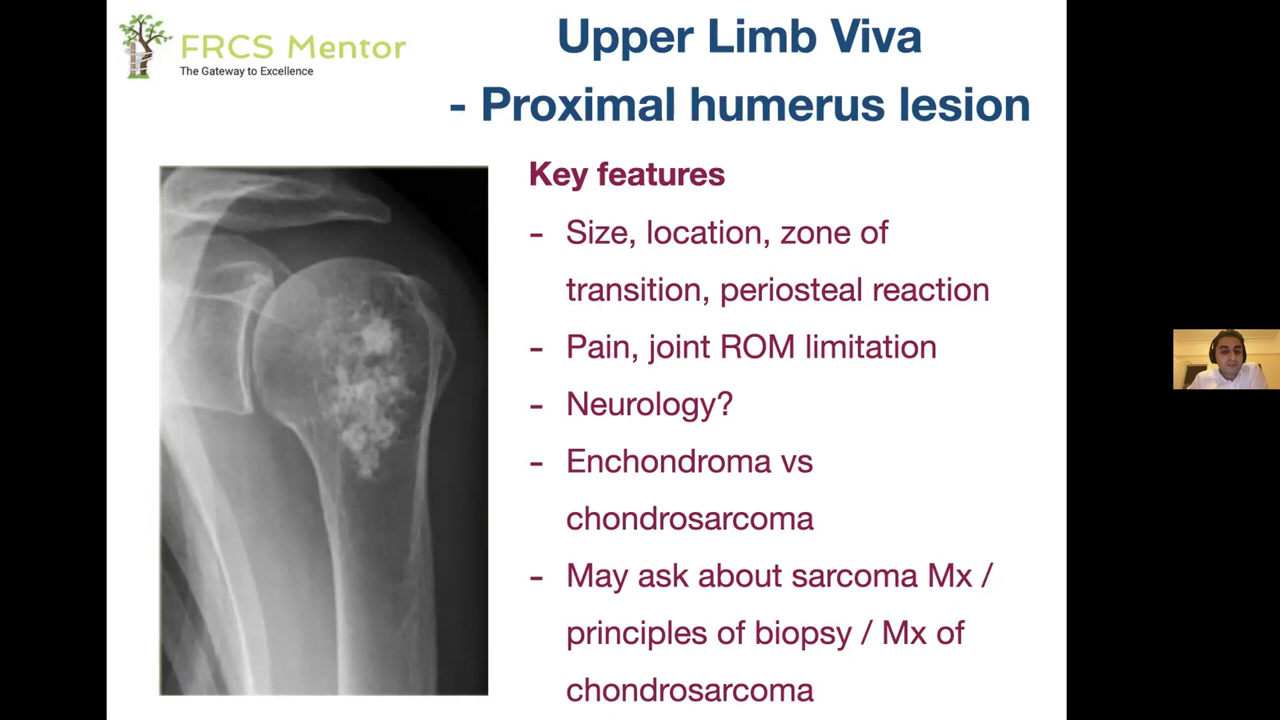 FRCS Mentor
The Gateway to Excellence
Upper Limb Viva
- Proximal humerus lesion
Key features
- Size, location, zone of
transition, periosteal reaction
- Pain, joint ROM limitation
- Neurology?
- Enchondroma vs
chondrosarcoma
- May ask about sarcoma Mx /
principles of biopsy / Mx of
chondrosarcoma